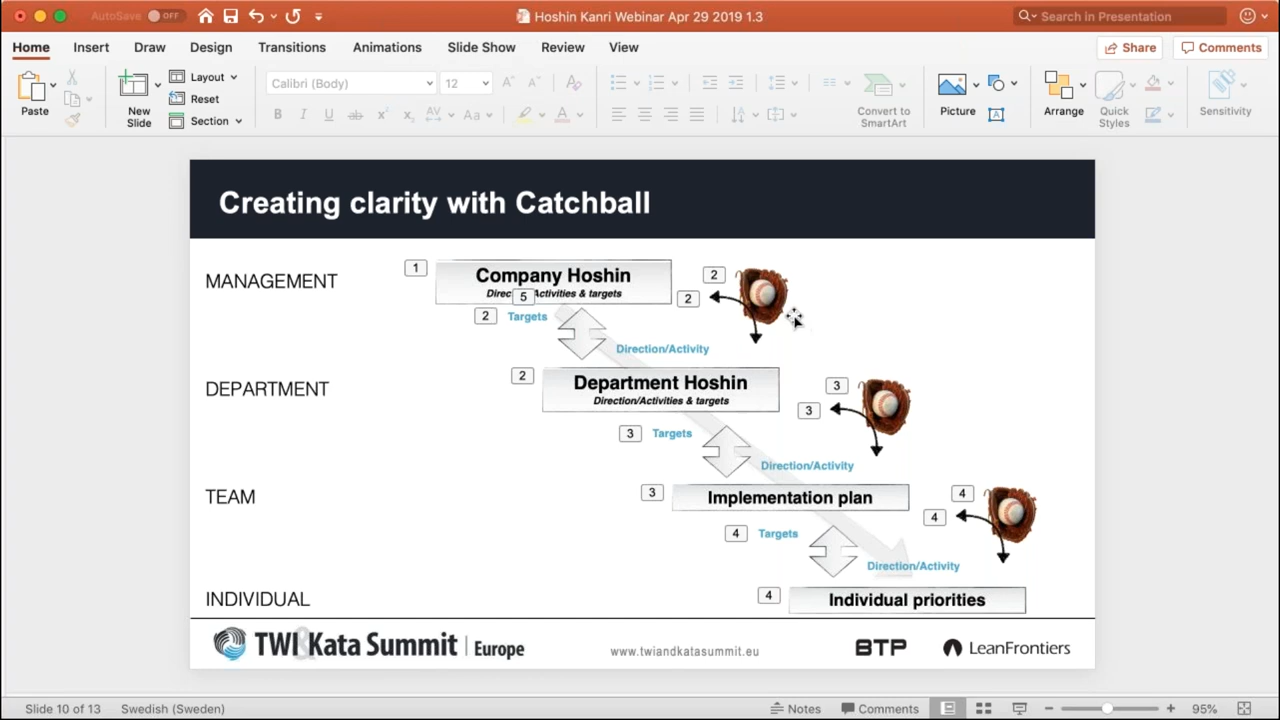 AutoSave OFF
Hoshin Kanri Webinar Apr 29 2019 1.3
Search in Presentation
Home Insert Draw Design Transitions Animations Slide Show Review View
Share Comments
Paste
New
Slide
Layout
Reset
Section
Calibri (Body) 12
B I U ab
Convert to
SmartArt
Picture
Arrange
Quick
Styles
Sensitivity
Creating clarity with Catchball
MANAGEMENT
1
Company Hoshin
Activities & targets
5
2
2
2 Targets
Direction/Activity
DEPARTMENT
2
Department Hoshin
Direction/Activities & targets
3
3
3 Targets
Direction/Activity
TEAM
3
Implementation plan
4
4
4 Targets
Direction/Activity
INDIVIDUAL
4
Individual priorities
TWI&Kata Summit Europe
www.twiandkatasummit.eu
BTP
LeanFrontiers
Slide 10 of 13 Swedish (Sweden)
Notes Comments
95%